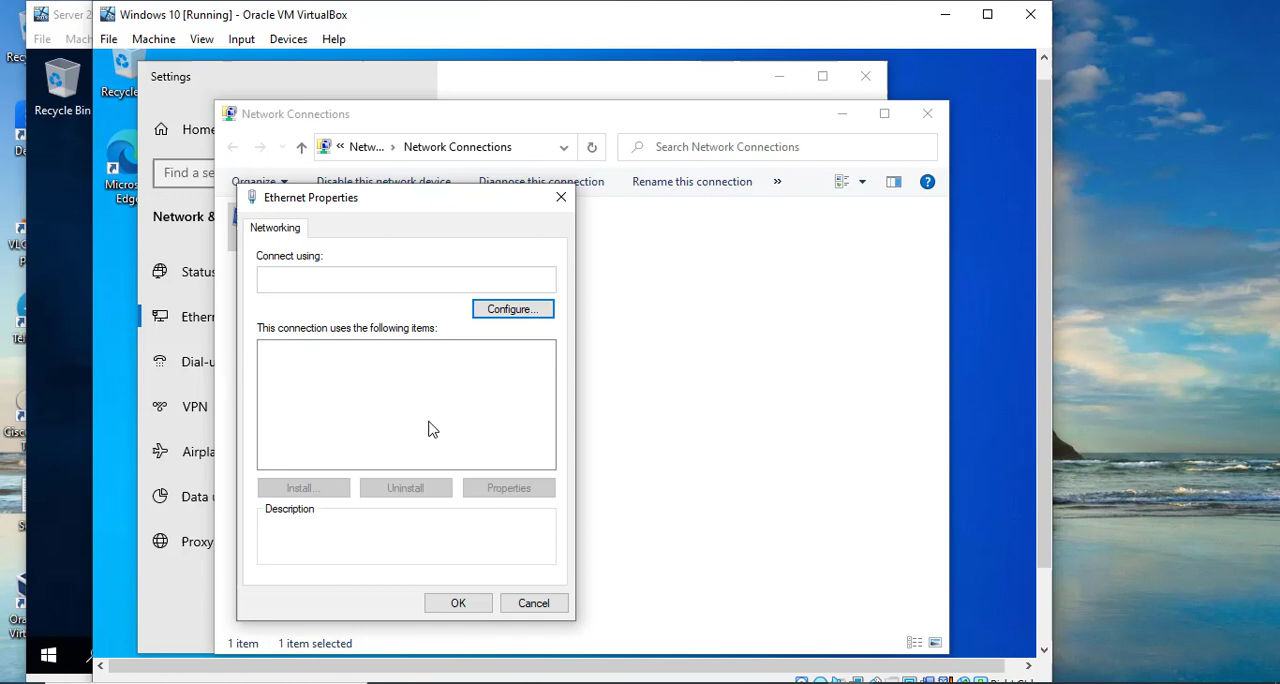 Server 2
File
Mach
Recycle Bin
Windows 10 [Running] - Oracle VM VirtualBox
File Machine View Input Devices Help
Recycle
Micros
Edge
Settings
Home
Find a se
Network &
Status
Ethern
Dial-u
VPN
Airpla
Data u
Proxy
Network Connections
« Netw... › Network Connections
Search Network Connections
Organize
Disable this network device
Diagnose this connection
Rename this connection
»
Ethernet Properties
Networking
Connect using:
Configure...
This connection uses the following items:
Install...
Uninstall
Properties
Description
OK
Cancel
1 item
1 item selected